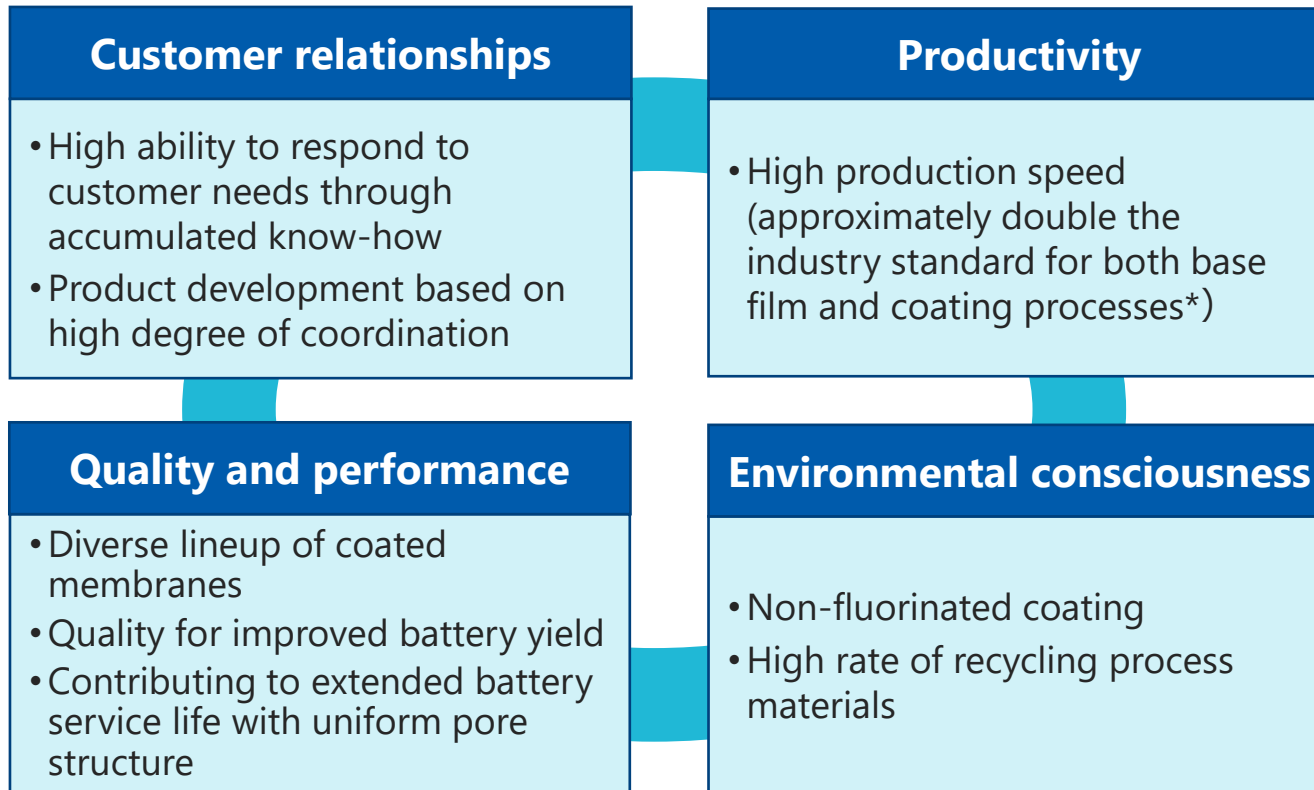 Customer relationships
• High ability to respond to
customer needs through
accumulated know-how
• Product development based on
high degree of coordination
Productivity
• High production speed
(approximately double the
industry standard for both base
film and coating processes*)
Quality and performance
• Diverse lineup of coated
membranes
• Quality for improved battery yield
• Contributing to extended battery
service life with uniform pore
structure
Environmental consciousness
• Non-fluorinated coating
• High rate of recycling process
materials